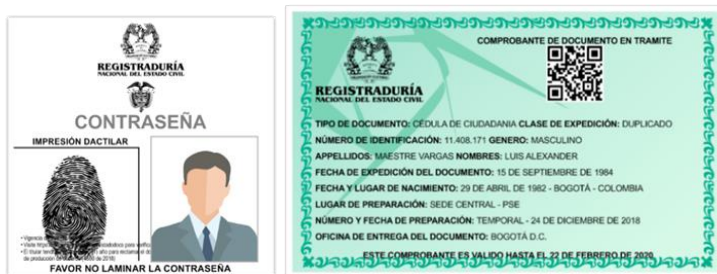 REGISTRADURÍA
NACIONAL DEL ESTADO CIVIL
CONTRASEÑA
IMPRESIÓN DACTILAR
FAVOR NO LAMINAR LA CONTRASEÑA
COMPROBANTE DE DOCUMENTO EN TRAMITE
REGISTRADURÍA
NACIONAL DEL ESTADO CIVIL
TIPO DE DOCUMENTO: CÉDULA DE CIUDADANIA CLASE DE EXPEDICIÓN: DUPLICADO
NÚMERO DE IDENTIFICACIÓN: 11.408.171 GENERO: MASCULINO
APPELLIDOS: MAESTRE VARGAS NOMBRES: LUIS ALEXANDER
FECHA DE EXPEDICIÓN DEL DOCUMENTO: 15 DE SEPTIEMBRE DE 1984
FECHA Y LUGAR DE NACIMIENTO: 29 DE ABRIL DE 1982 - BOGOTÁ - COLOMBIA
LUGAR DE PREPARACIÓN: SEDE CENTRAL - PSE
NÚMERO Y FECHA DE PREPARACIÓN: TEMPORAL - 24 DE DICIEMBRE DE 2018
OFICINA DE ENTREGA DEL DOCUMENTO: BOGOTÁ D.C.
ESTE COMPROBANTE ES VALIDO HASTA EL 22 DE FEBRERO DE 2020